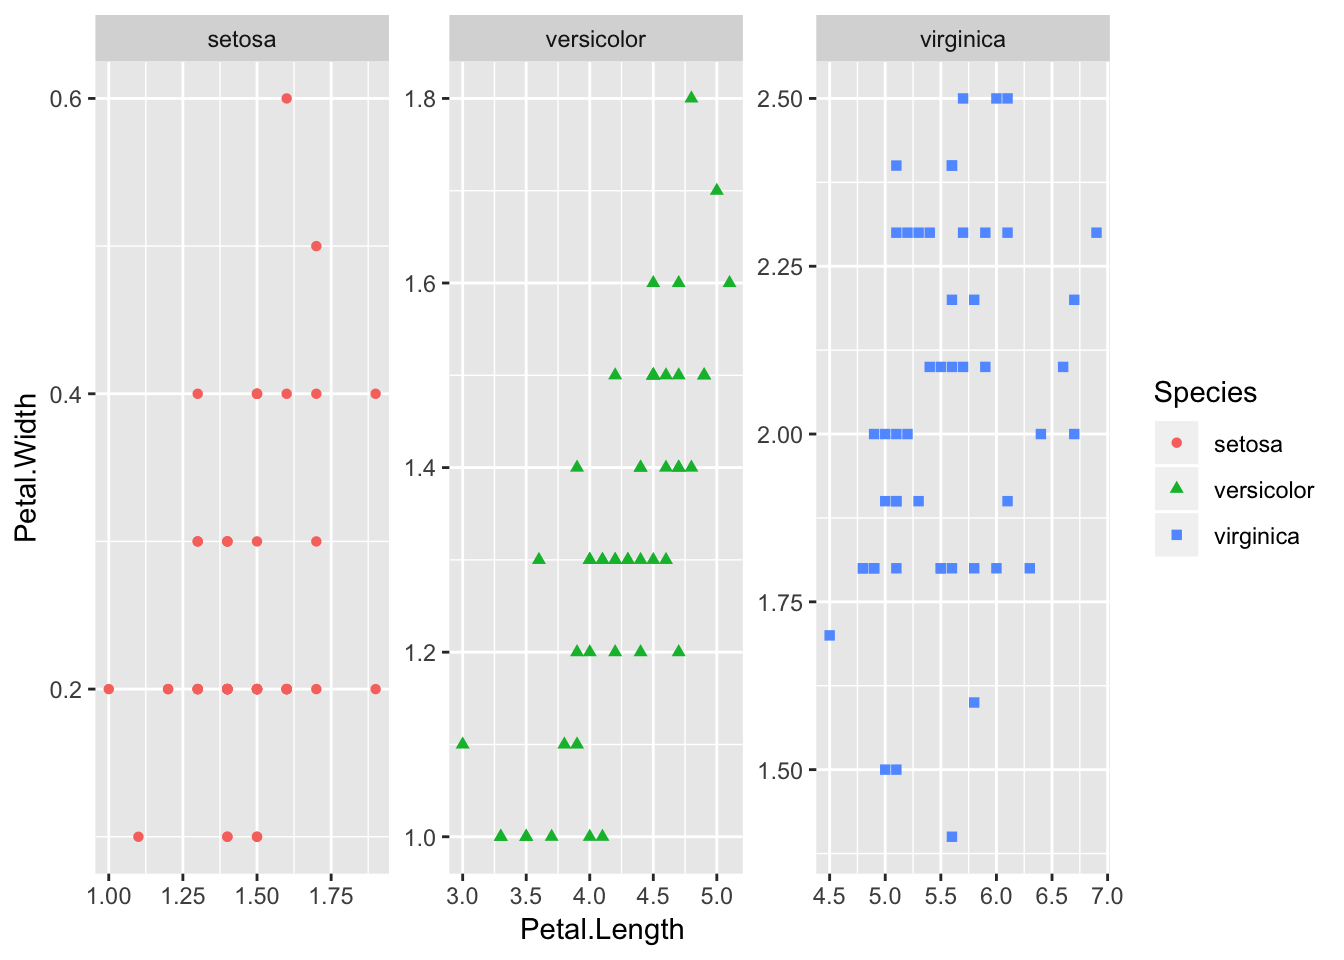 setosa
versicolor
virginica
0.6
0.4
0.2
1.8
1.6
1.4
1.2
1.0
2.50
2.25
2.00
1.75
1.50
1.00 1.25 1.50 1.75
3.0 3.5 4.0 4.5 5.0
4.5 5.0 5.5 6.0 6.5 7.0
Petal.Width
Petal.Length
Species
setosa
versicolor
virginica